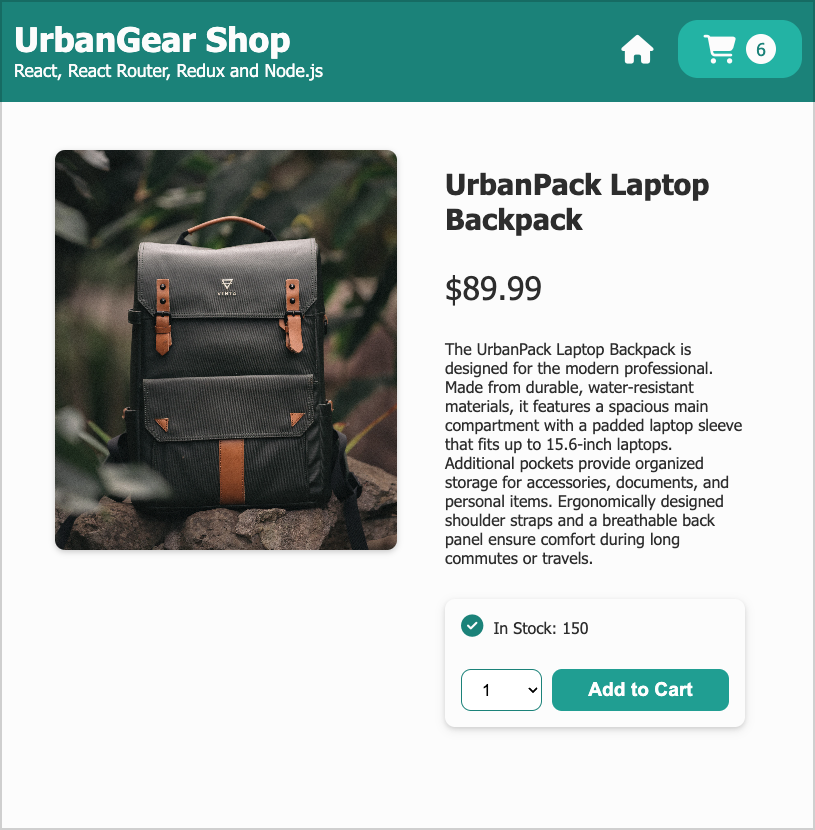 UrbanGear Shop
React, React Router, Redux and Node.js
6
VINTA
UrbanPack Laptop
Backpack
$89.99
The UrbanPack Laptop Backpack is
designed for the modern professional.
Made from durable, water-resistant
materials, it features a spacious main
compartment with a padded laptop sleeve
that fits up to 15.6-inch laptops.
Additional pockets provide organized
storage for accessories, documents, and
personal items. Ergonomically designed
shoulder straps and a breathable back
panel ensure comfort during long
commutes or travels.
In Stock: 150
1
Add to Cart